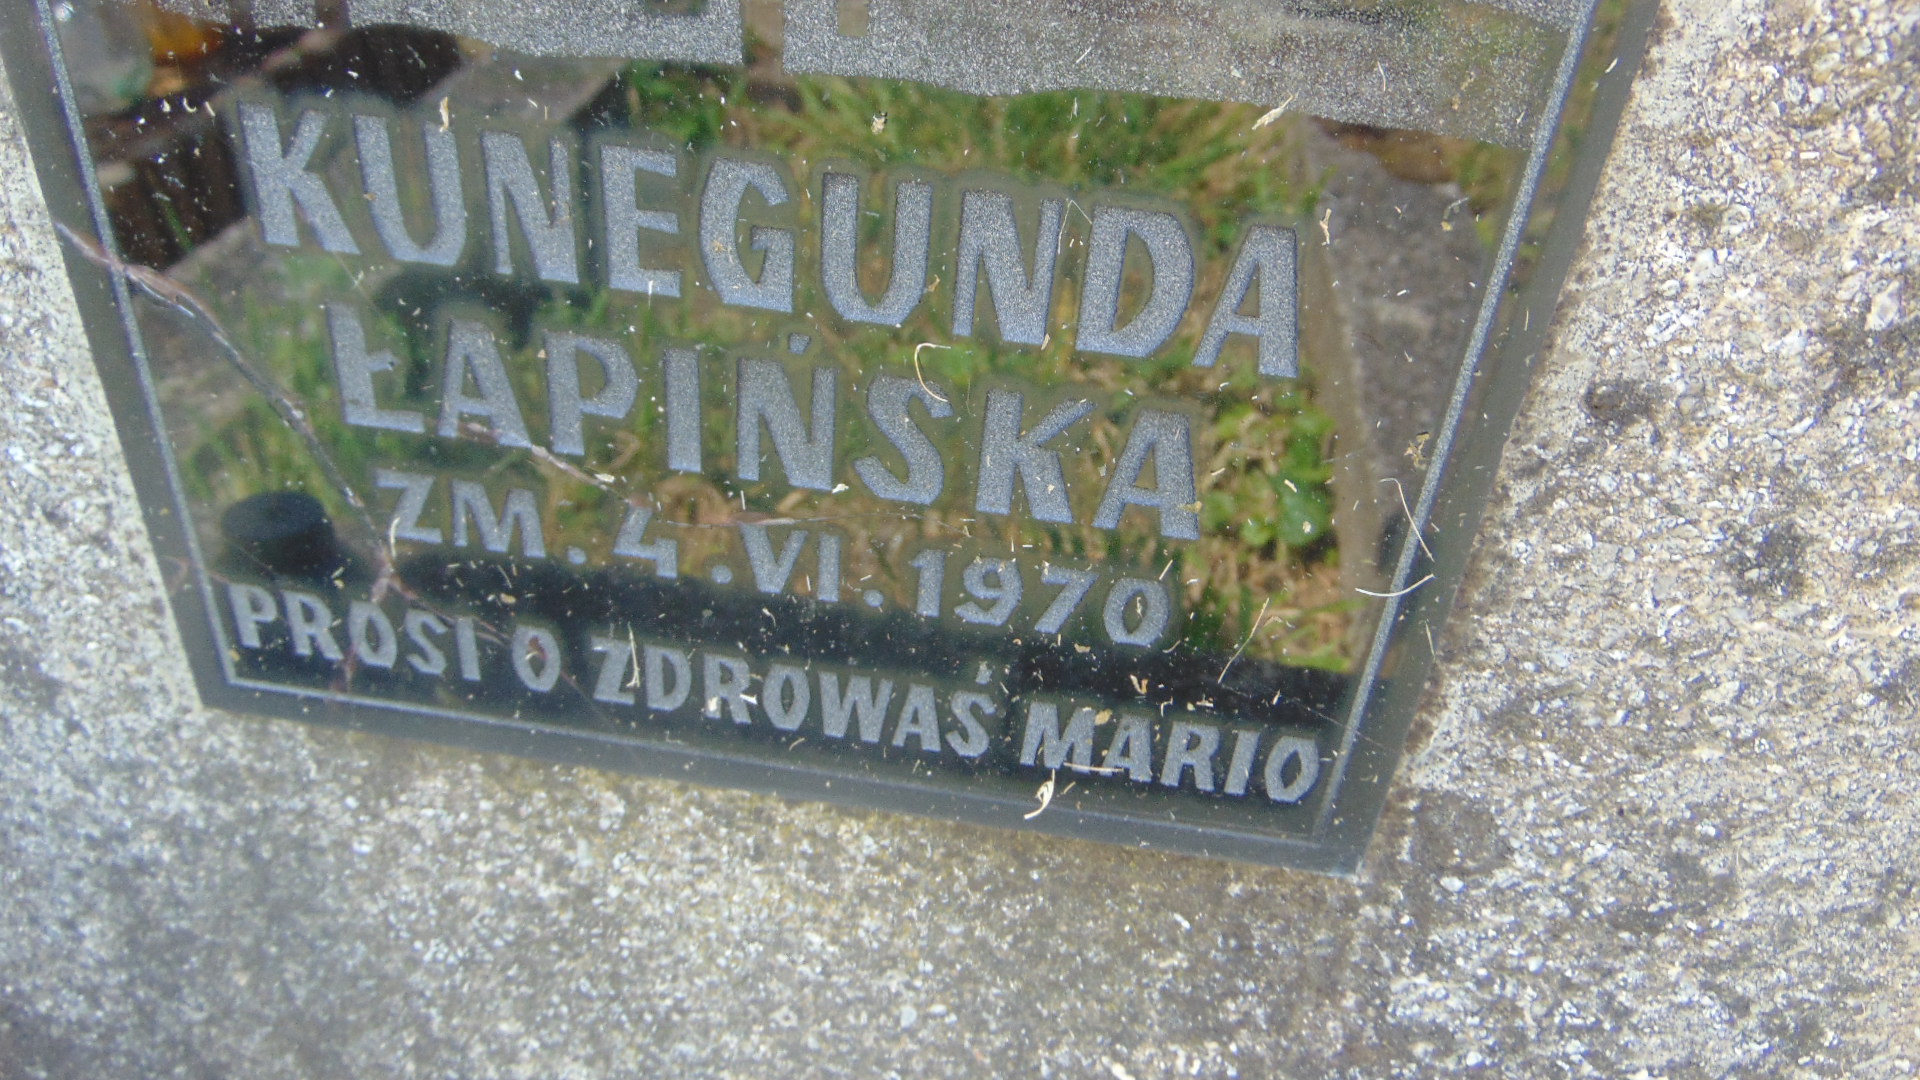 KUNEGUNDA
ŁAPIŃSKA
ZM. 4.VI.1970
PROSI O ZDROWAŚ MARIO